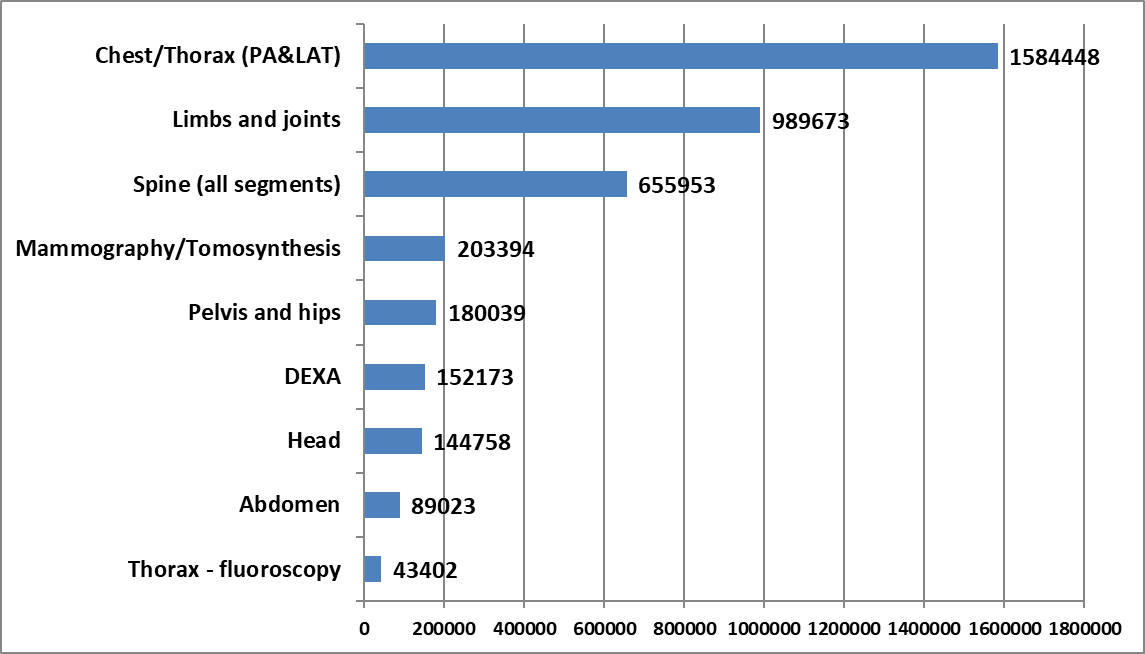 Chest/Thorax (PA&LAT) 1584448
Limbs and joints 989673
Spine (all segments) 655953
Mammography/Tomosynthesis 203394
Pelvis and hips 180039
DEXA 152173
Head 144758
Abdomen 89023
Thorax - fluoroscopy 43402
0 200000 400000 600000 800000 1000000 1200000 1400000 1600000 1800000